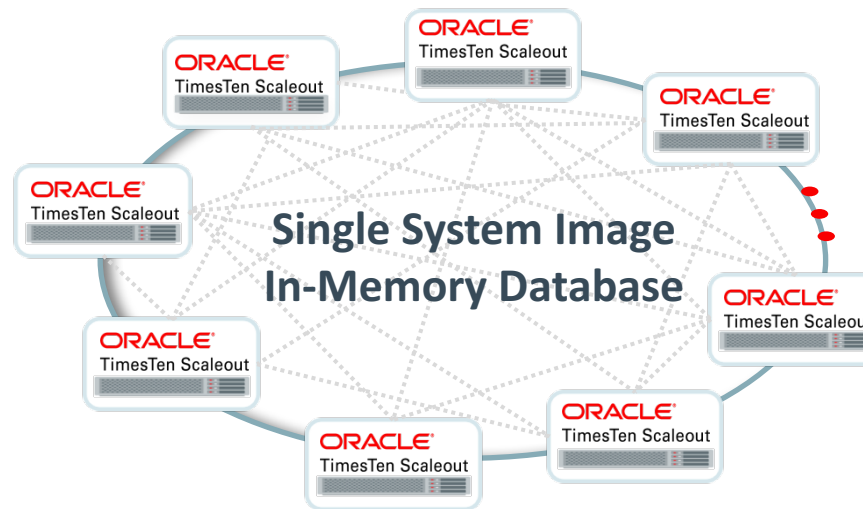 ORACLE®
TimesTen Scaleout
ORACLE®
TimesTen Scaleout
ORACLE®
TimesTen Scaleout
ORACLE®
TimesTen Scaleout
Single System Image
In-Memory Database
ORACLE®
TimesTen Scaleou
ORACLE®
TimesTen Scaleout
ORACLE®
TimesTen Scaleout
ORACLE®
TimesTen Scaleout